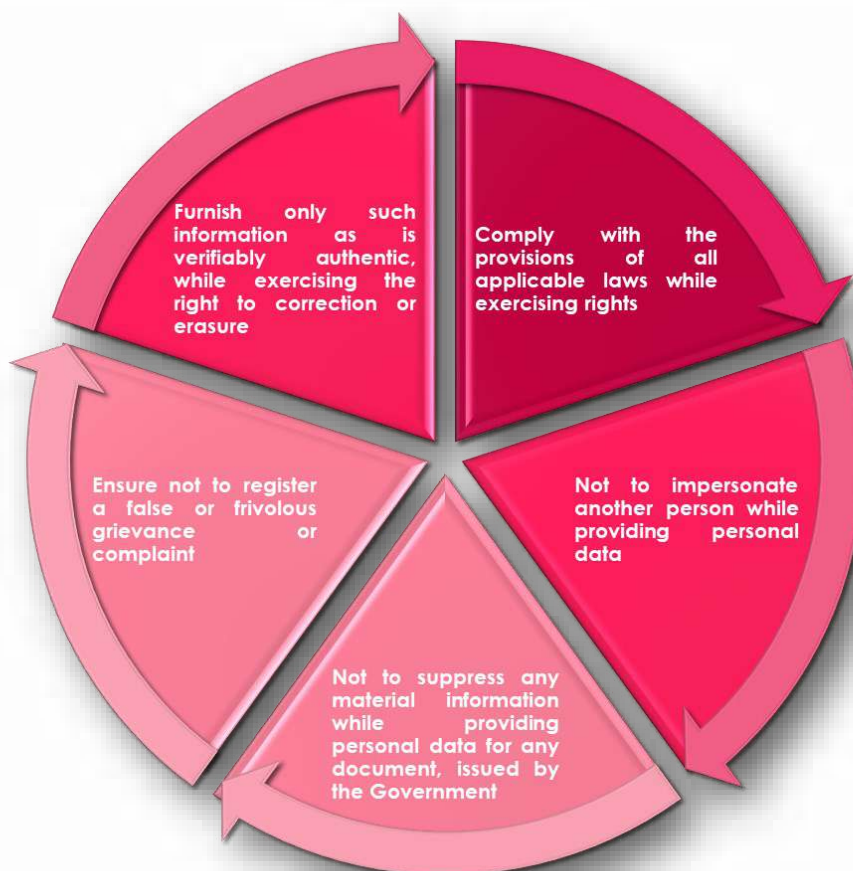 Furnish only such
information as is
verifiably authentic,
while exercising the
right to correction or
erasure
Comply with the
provisions of all
applicable laws while
exercising rights
Not to impersonate
another person while
providing personal
data
Not to suppress any
material information
while providing
personal data for any
document, issued by
the Government
Ensure not to register
a false or frivolous
grievance or
complaint